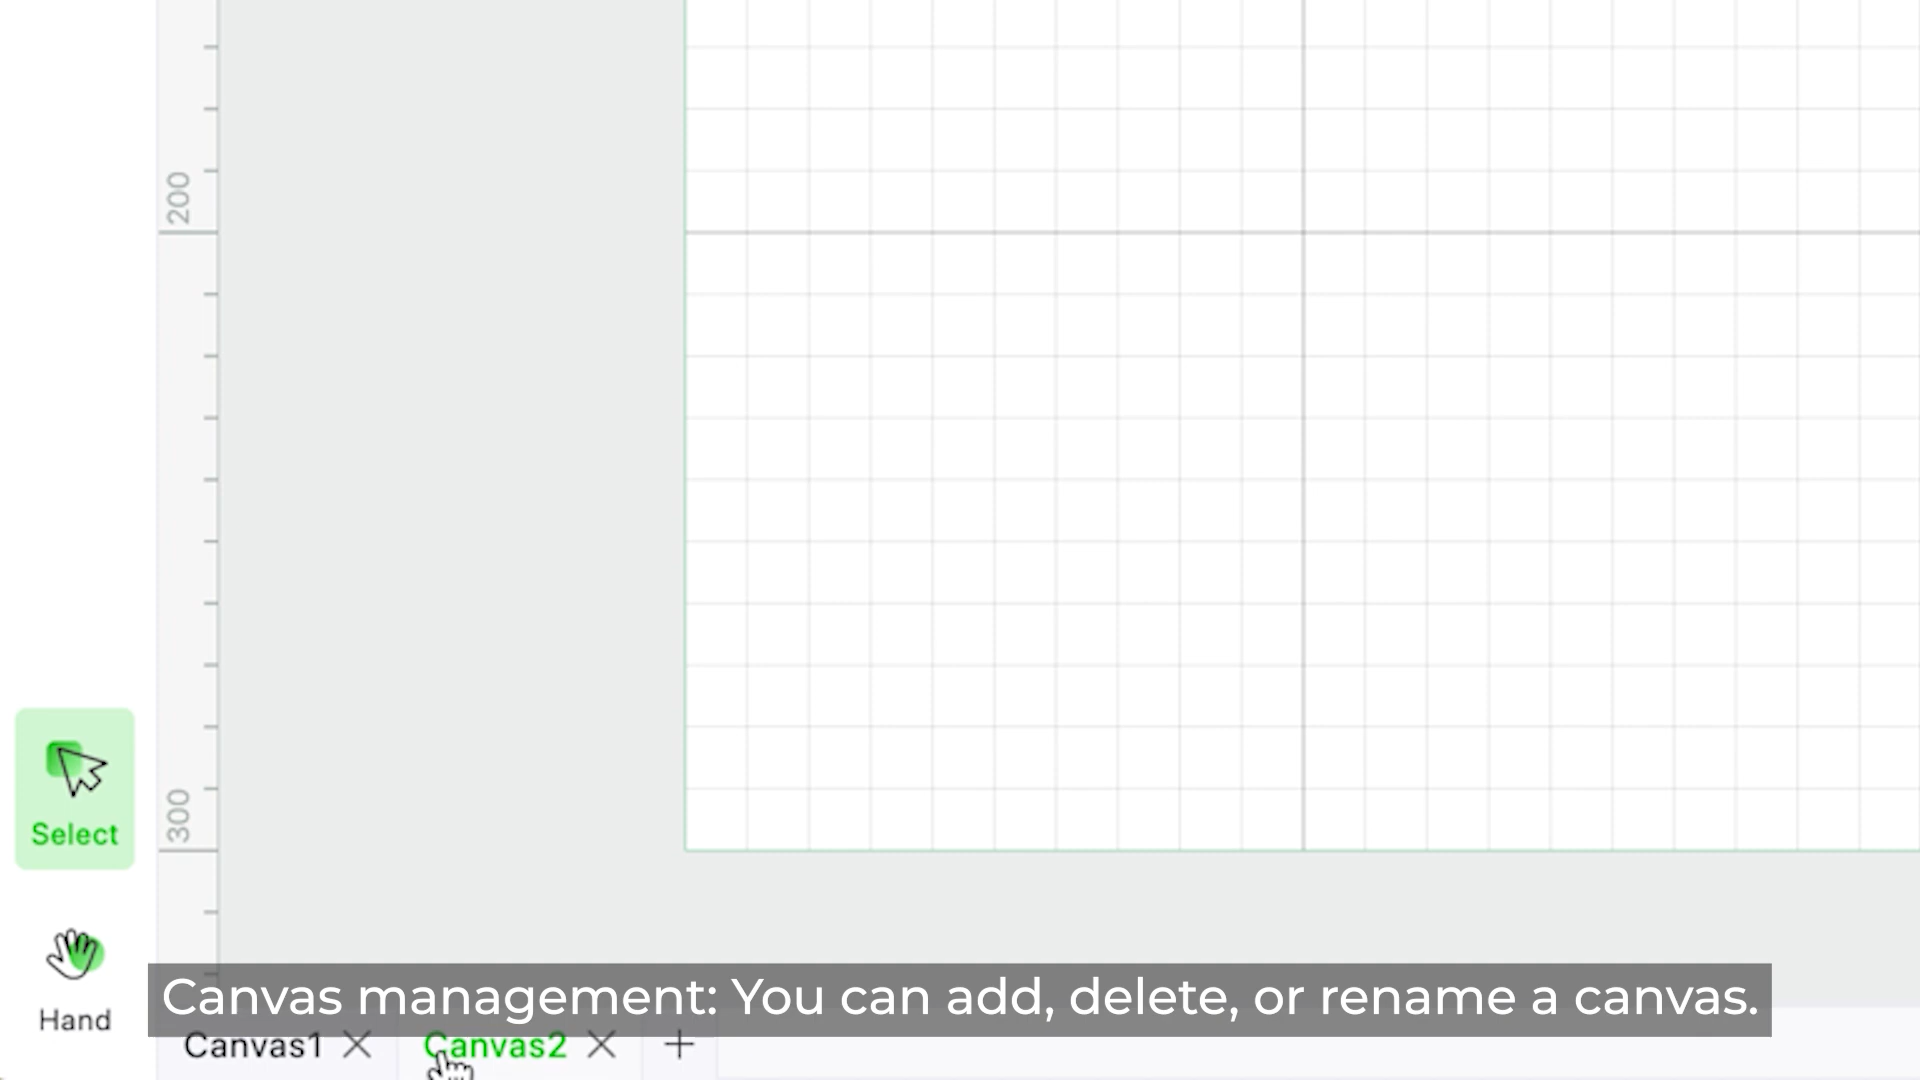 200
300
Select
Hand
Canvas management: You can add, delete, or rename a canvas.
Canvas1
Canvas2